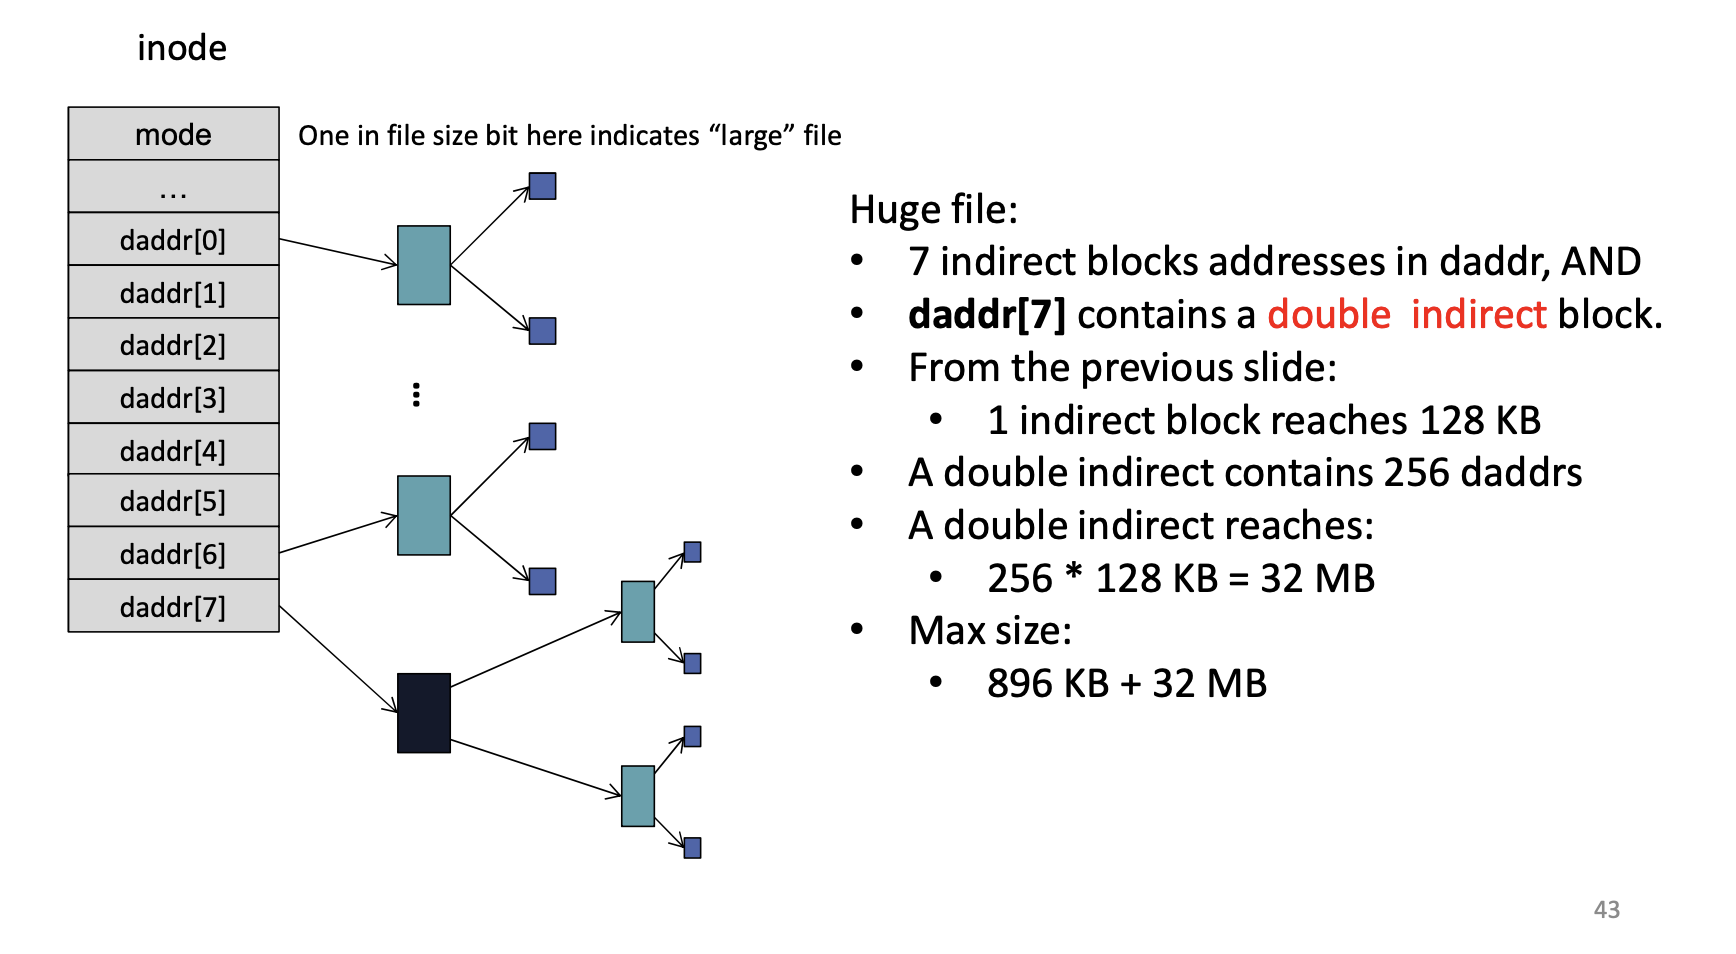 inode
mode
One in file size bit here indicates “large” file
...
daddr[0]
daddr[1]
daddr[2]
daddr[3]
daddr[4]
daddr[5]
daddr[6]
daddr[7]
Huge file:
• 7 indirect blocks addresses in daddr, AND
• daddr[7] contains a double indirect block.
• From the previous slide:
• 1 indirect block reaches 128 KB
• A double indirect contains 256 daddrs
• A double indirect reaches:
• 256 * 128 KB = 32 MB
• Max size:
• 896 KB + 32 MB
43